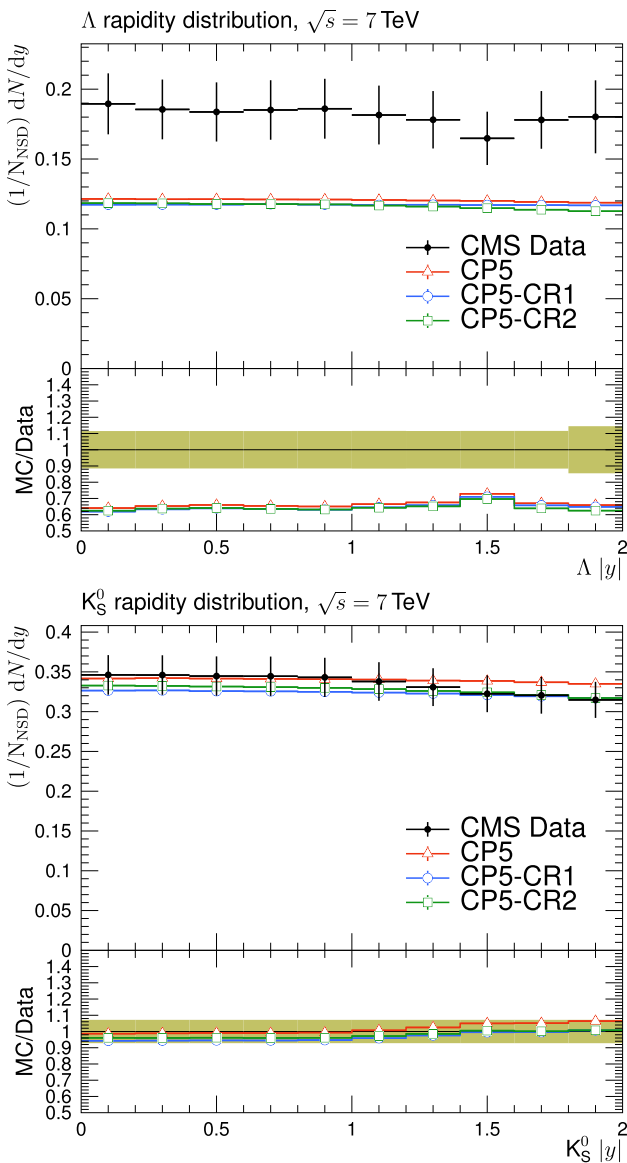 Λ rapidity distribution, √s = 7 TeV
(1/N_NSD) dN/dy
0.2
0.15
0.1
0.05
0
CMS Data
CP5
CP5-CR1
CP5-CR2
MC/Data
1.4
1.3
1.2
1.1
1
0.9
0.8
0.7
0.6
0.5
0 0.5 1 1.5 2
Λ |y|
K⁰_S rapidity distribution, √s = 7 TeV
(1/N_NSD) dN/dy
0.4
0.35
0.3
0.25
0.2
0.15
0.1
0.05
0
CMS Data
CP5
CP5-CR1
CP5-CR2
MC/Data
1.4
1.3
1.2
1.1
1
0.9
0.8
0.7
0.6
0.5
0 0.5 1 1.5 2
K⁰_S |y|